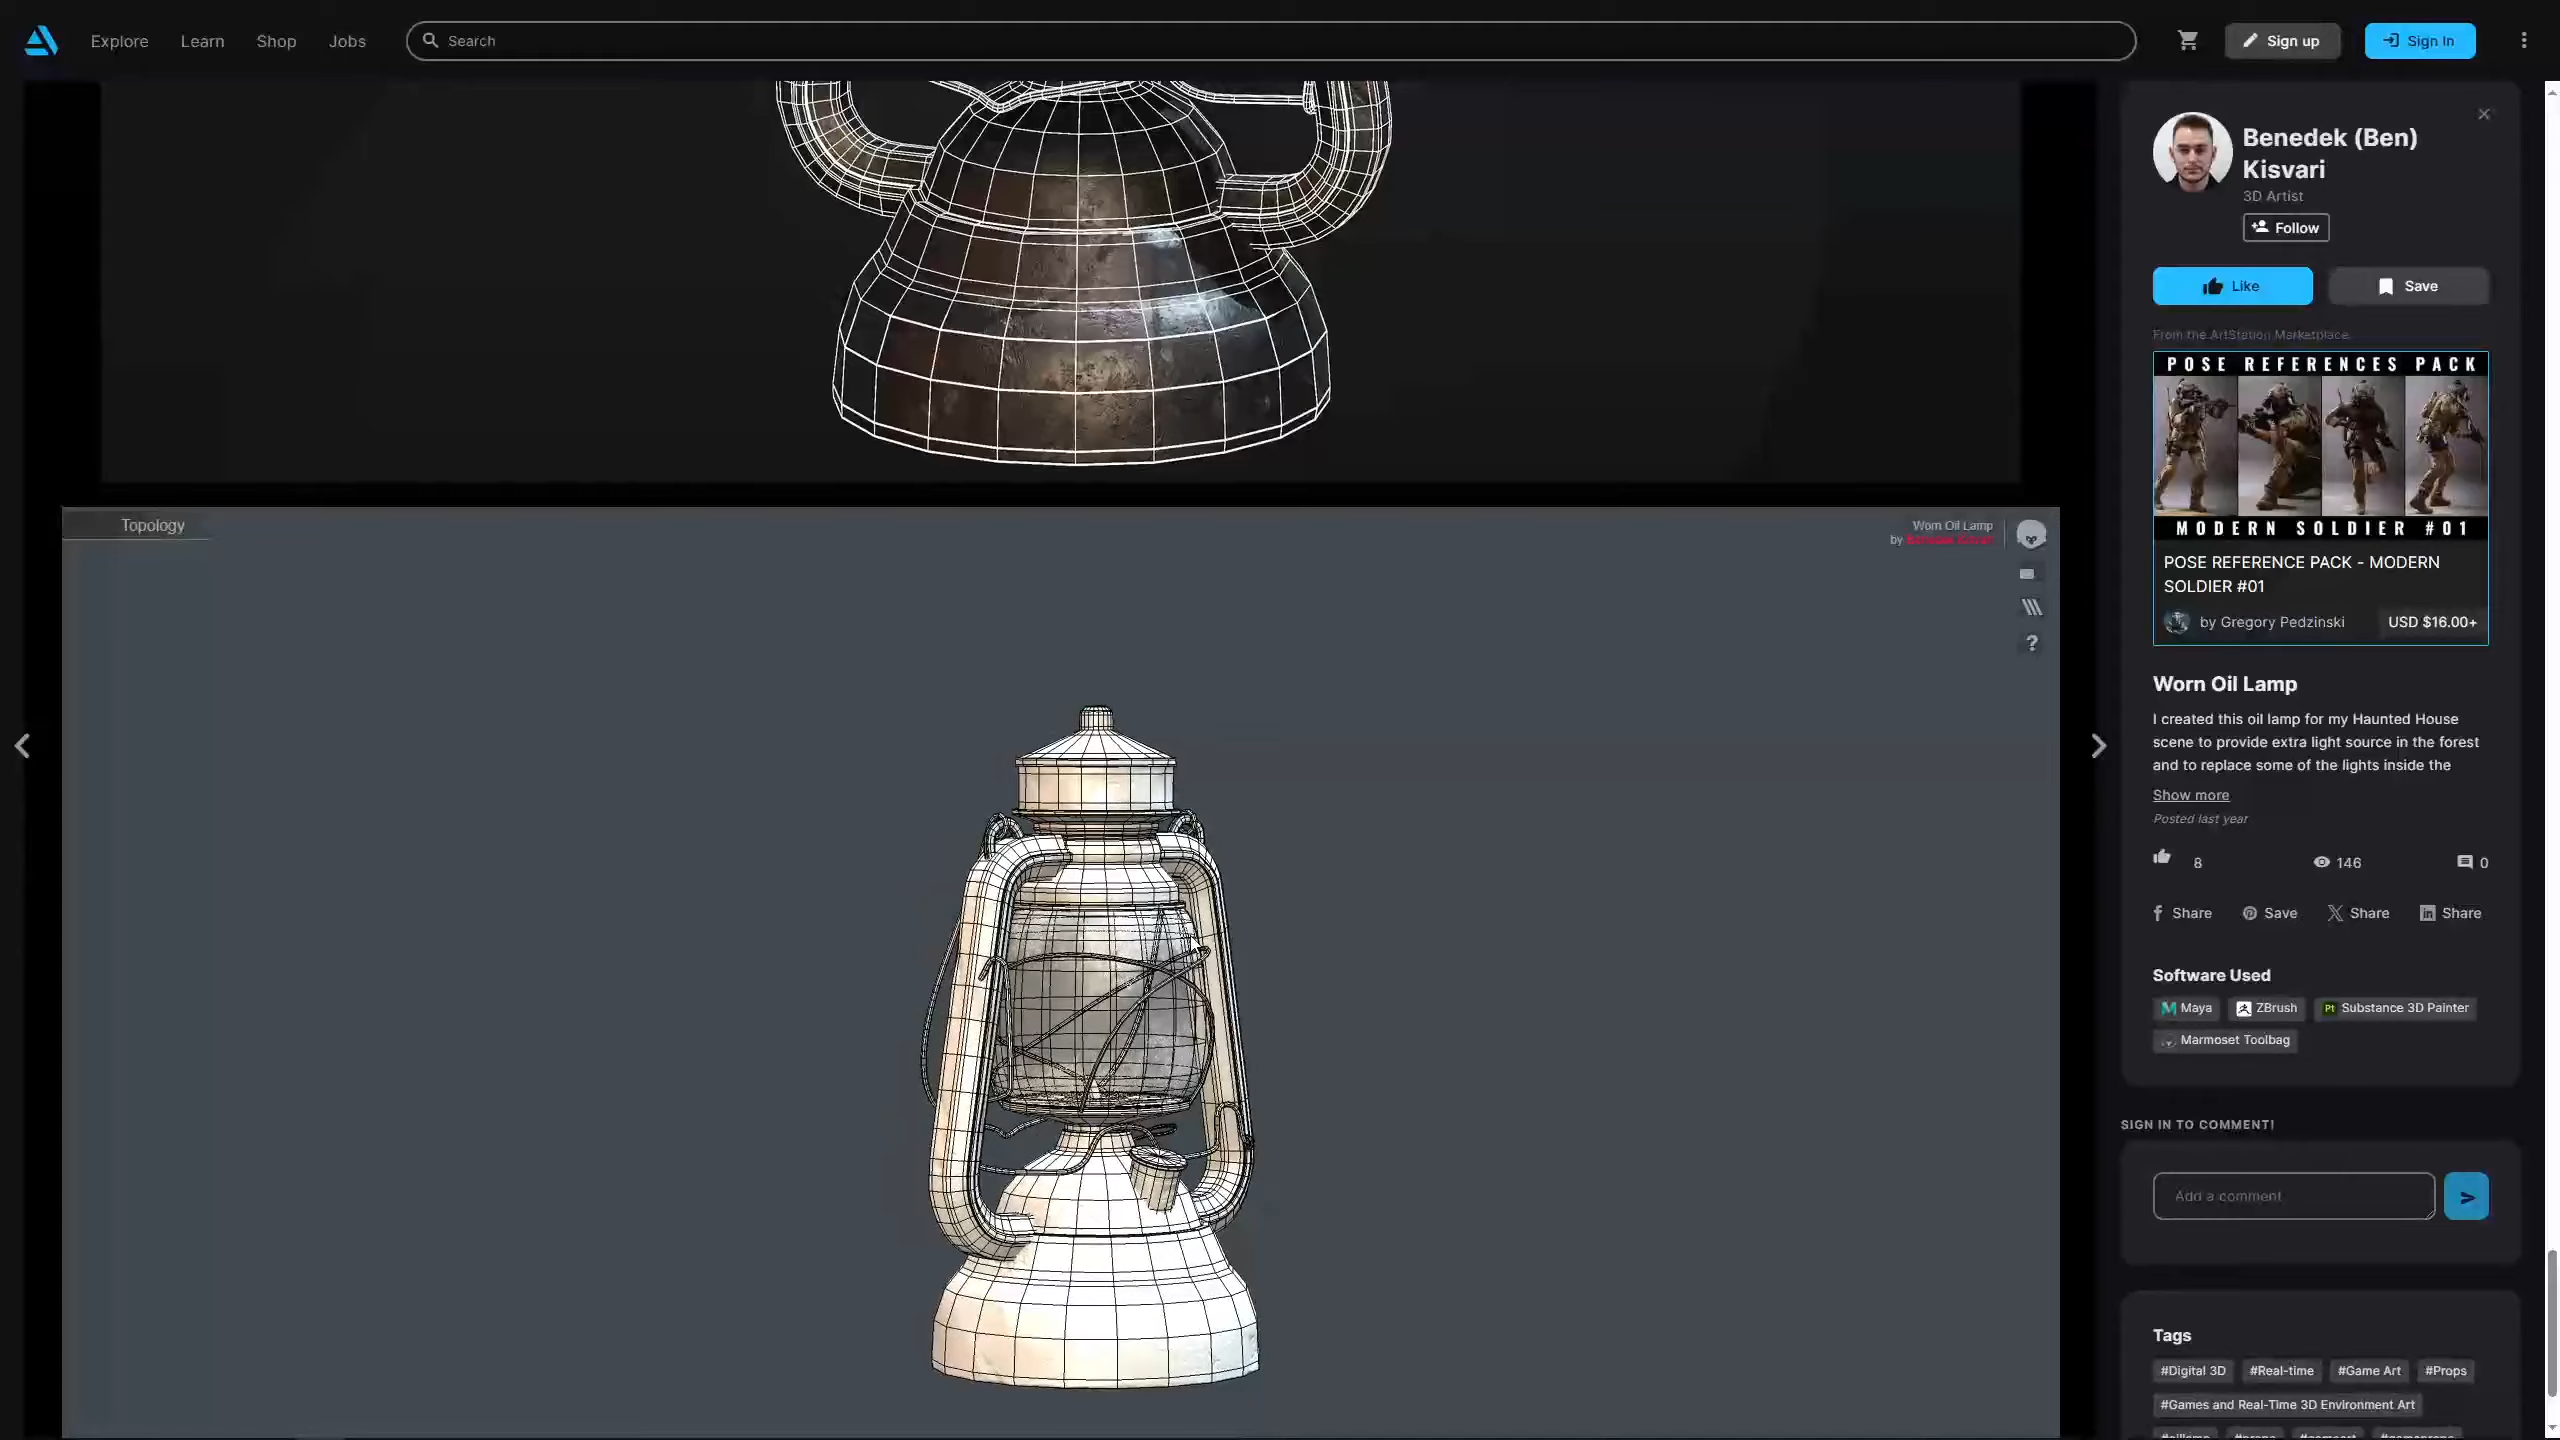 Explore
Learn
Shop
Jobs
Search
Sign up
Sign In
Benedek (Ben)
Kisvari
3D Artist
Follow
Like
Save
From the ArtStation Marketplace
POSE REFERENCES PACK
MODERN SOLDIER #01
POSE REFERENCE PACK - MODERN
SOLDIER #01
by Gregory Pedzinski
USD $16.00+
Topology
Worn Oil Lamp
by Benedek Kisvari
?
Worn Oil Lamp
I created this oil lamp for my Haunted House
scene to provide extra light source in the forest
and to replace some of the lights inside the
Show more
Posted last year
8
146
0
Share
Save
Share
Share
Software Used
Maya
ZBrush
Pt Substance 3D Painter
Marmoset Toolbag
SIGN IN TO COMMENT!
Add a comment
Tags
#Digital 3D
#Real-time
#Game Art
#Props
#Games and Real-Time 3D Environment Art